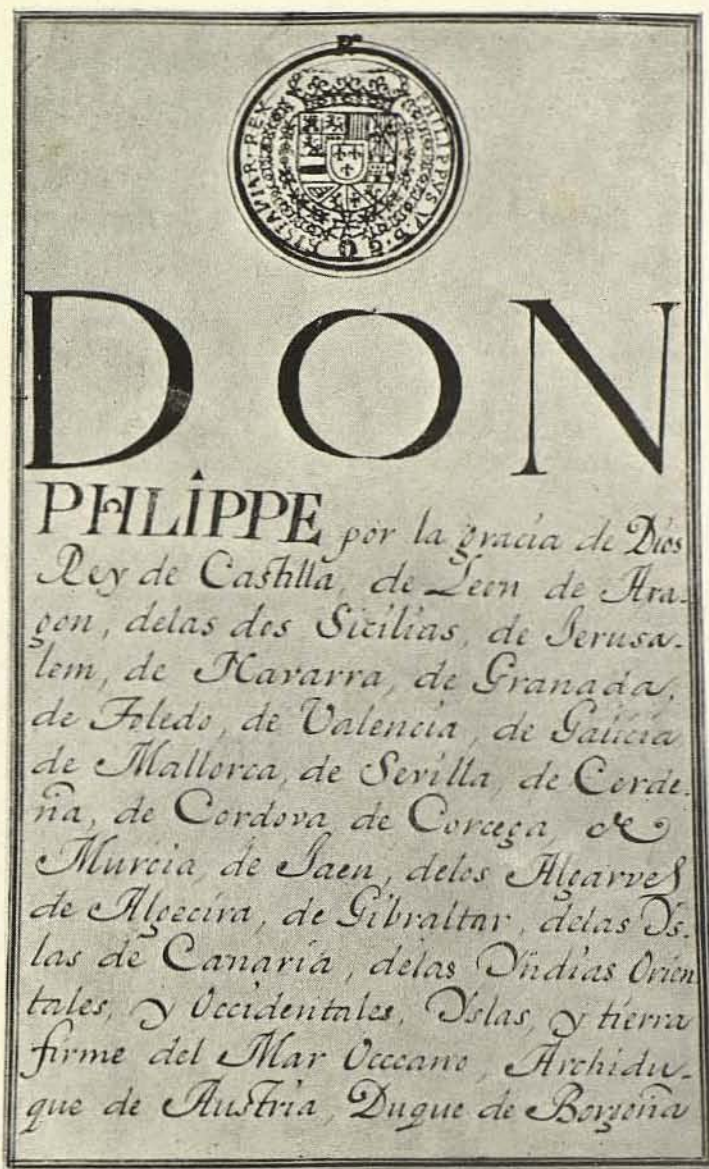 R.
PHILIPPVS V. D. G. HISPANIAR. REX
DON
PHLIPPE por la gracia de Dios
Rey de Castilla, de Leon de Ara-
gon, delas dos Sicilias, de Jerusa-
lem, de Navarra, de Granada,
de Toledo, de Valencia, de Galicia
de Mallorca, de Sevilla, de Cerde-
ña, de Cordova, de Corcega, de
Murcia, de Jaen, delos Algarves
de Algecira, de Gibraltar, delas Ys-
las de Canaria, delas Yndias Orien
tales, y Occidentales, Yslas, y tierra
firme del Mar Occeano, Archidu-
que de Austria, Duque de Borgoña